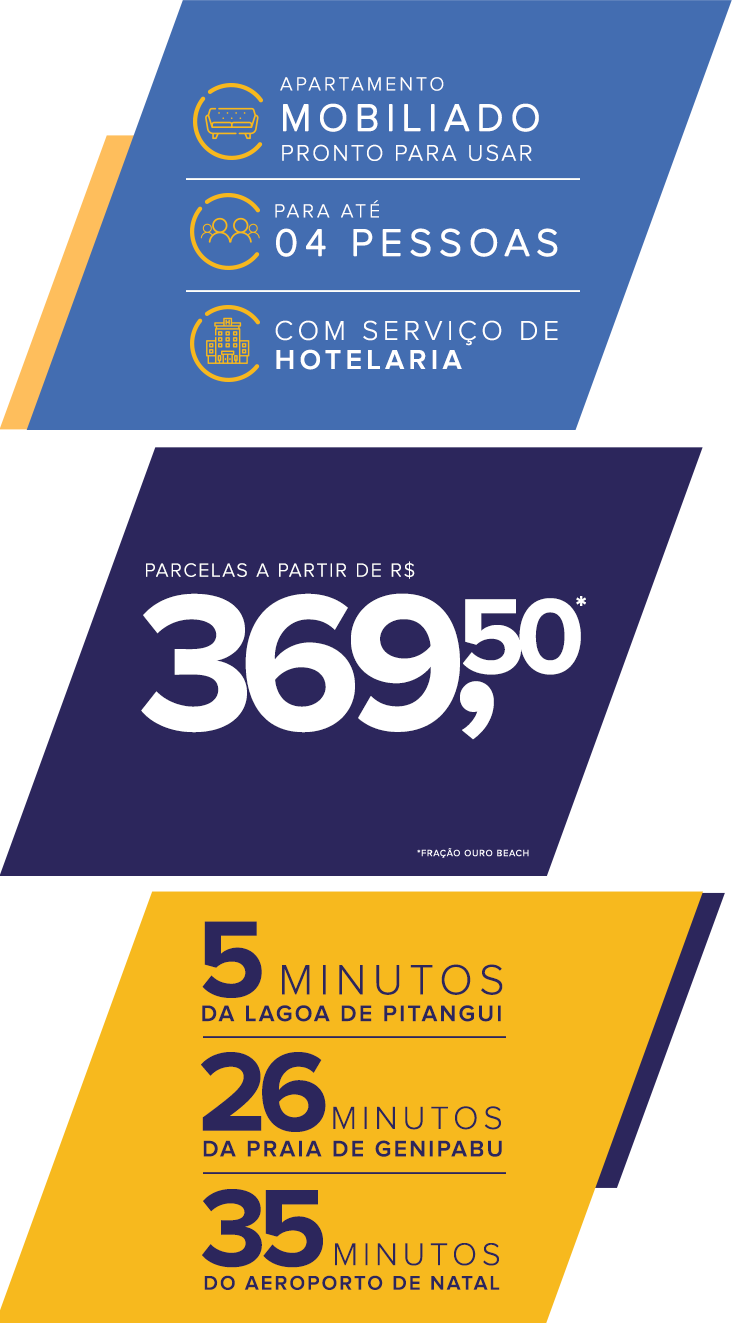 APARTAMENTO
MOBILIADO
PRONTO PARA USAR
PARA ATÉ
04 PESSOAS
COM SERVIÇO DE
HOTELARIA
PARCELAS A PARTIR DE R$
369,50*
*FRAÇÃO OURO BEACH
5 MINUTOS
DA LAGOA DE PITANGUI
26 MINUTOS
DA PRAIA DE GENIPABU
35 MINUTOS
DO AEROPORTO DE NATAL